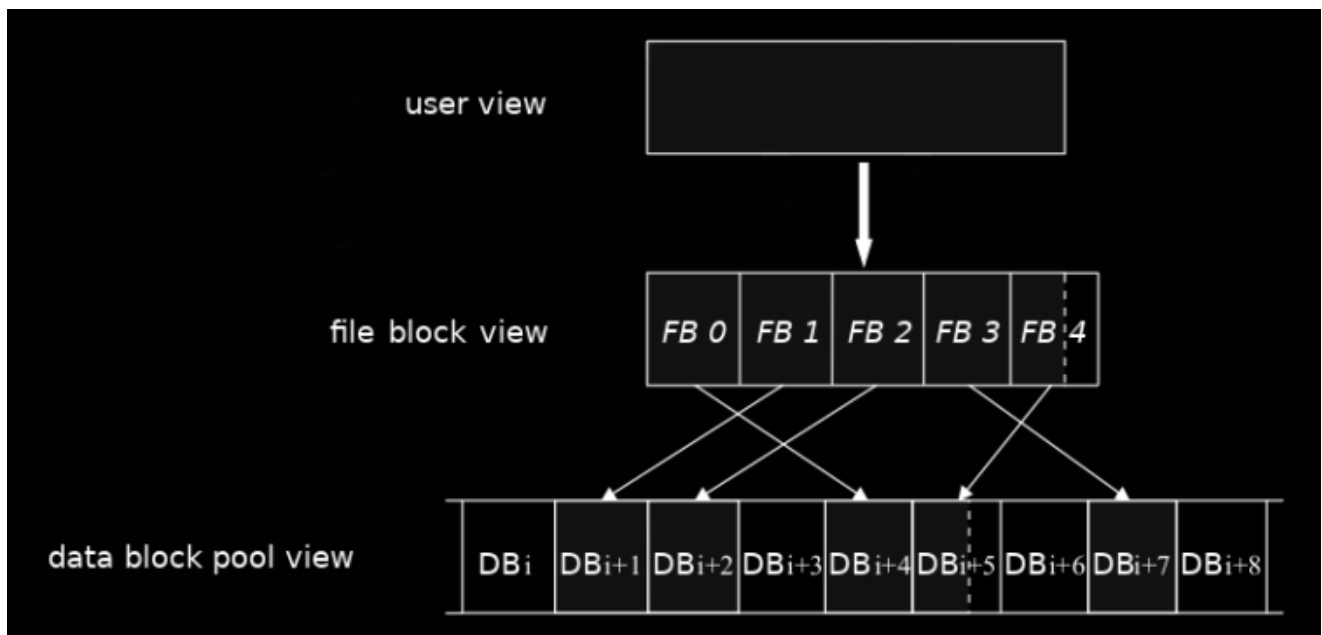 user view
file block view
FB 0 FB 1 FB 2 FB 3 FB 4
data block pool view
DBi DBi+1 DBi+2 DBi+3 DBi+4 DBi+5 DBi+6 DBi+7 DBi+8